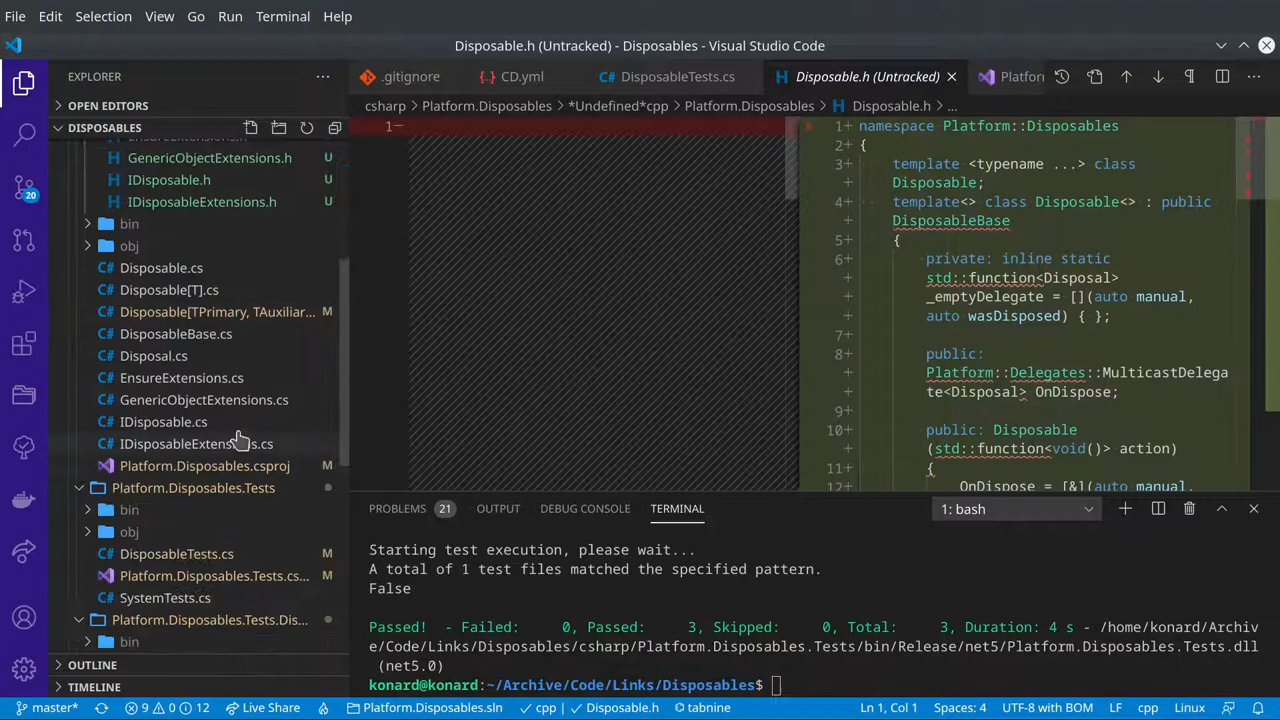 File Edit Selection View Go Run Terminal Help
Disposable.h (Untracked) - Disposables - Visual Studio Code
EXPLORER
OPEN EDITORS
DISPOSABLES
EnsureExtensions.h
GenericObjectExtensions.h U
IDisposable.h U
IDisposableExtensions.h U
bin
obj
C# Disposable.cs
C# Disposable[T].cs
C# Disposable[TPrimary, TAuxiliar... M
C# DisposableBase.cs
C# Disposal.cs
C# EnsureExtensions.cs
C# GenericObjectExtensions.cs
C# IDisposable.cs
C# IDisposableExtensions.cs
Platform.Disposables.csproj M
Platform.Disposables.Tests
bin
obj
C# DisposableTests.cs M
Platform.Disposables.Tests.cs... M
C# SystemTests.cs
Platform.Disposables.Tests.Dis...
bin
OUTLINE
TIMELINE
20
.gitignore {·} CD.yml C# DisposableTests.cs H Disposable.h (Untracked) Platforr
csharp > Platform.Disposables > *Undefined*cpp > Platform.Disposables > H Disposable.h > ...
1−
1+ namespace Platform::Disposables
2+ {
3+ template <typename ...> class
+ Disposable;
4+ template<> class Disposable<> : public
+ DisposableBase
5+ {
6+ private: inline static
+ std::function<Disposal>
+ _emptyDelegate = [](auto manual,
+ auto wasDisposed) { };
7+
8+ public:
+ Platform::Delegates::MulticastDelega
+ te<Disposal> OnDispose;
9+
10+ public: Disposable
+ (std::function<void()> action)
11+ {
12+ OnDispose = [&](auto manual,
PROBLEMS 21 OUTPUT DEBUG CONSOLE TERMINAL 1: bash
Starting test execution, please wait...
A total of 1 test files matched the specified pattern.
False
Passed! - Failed: 0, Passed: 3, Skipped: 0, Total: 3, Duration: 4 s - /home/konard/Archiv
e/Code/Links/Disposables/csharp/Platform.Disposables.Tests/bin/Release/net5/Platform.Disposables.Tests.dll
(net5.0)
konard@konard:~/Archive/Code/Links/Disposables$
master* 9 0 12 Live Share Platform.Disposables.sln cpp Disposable.h tabnine Ln 1, Col 1 Spaces: 4 UTF-8 with BOM LF cpp Linux